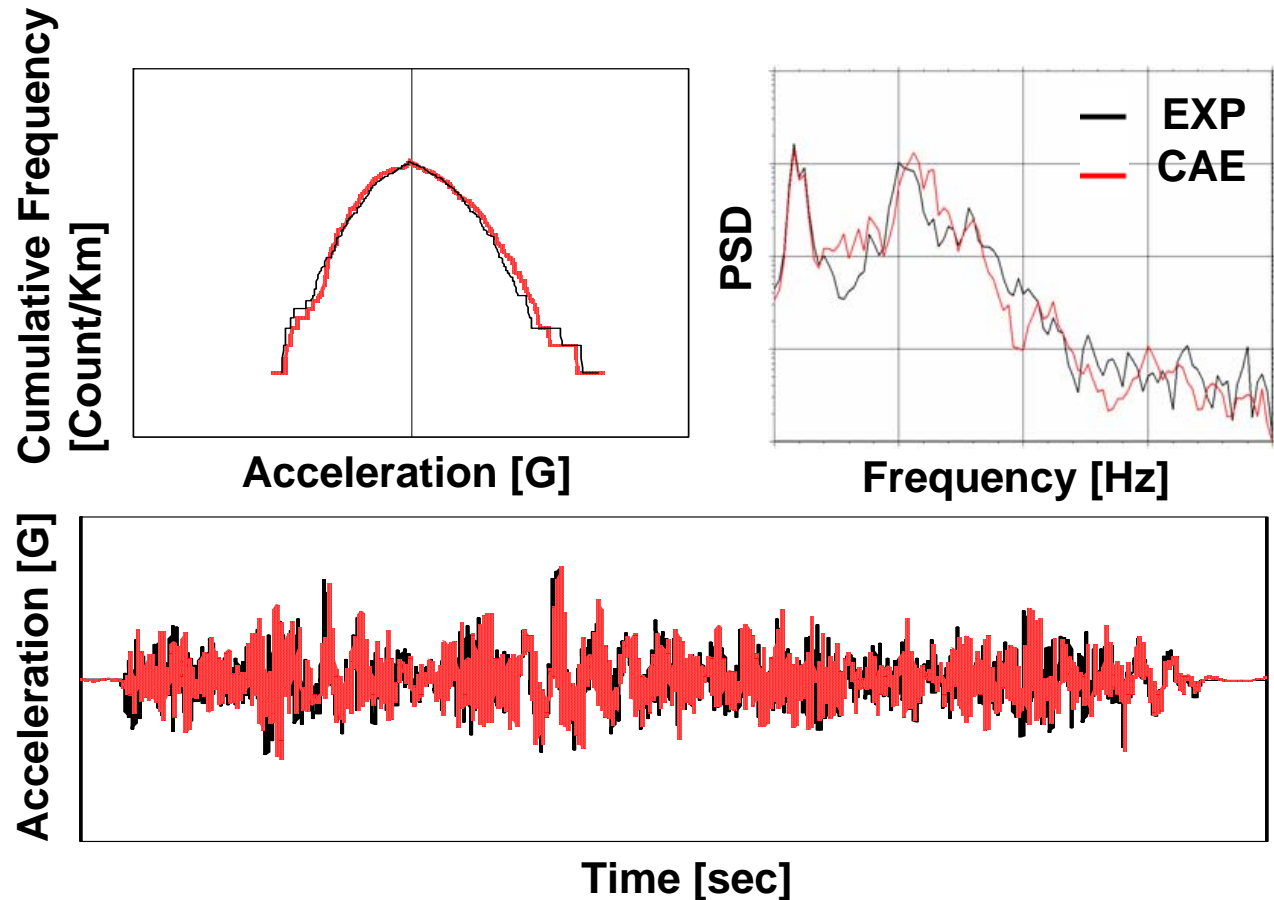 Cumulative Frequency
[Count/Km]
Acceleration [G]
EXP
CAE
PSD
Frequency [Hz]
Acceleration [G]
Time [sec]